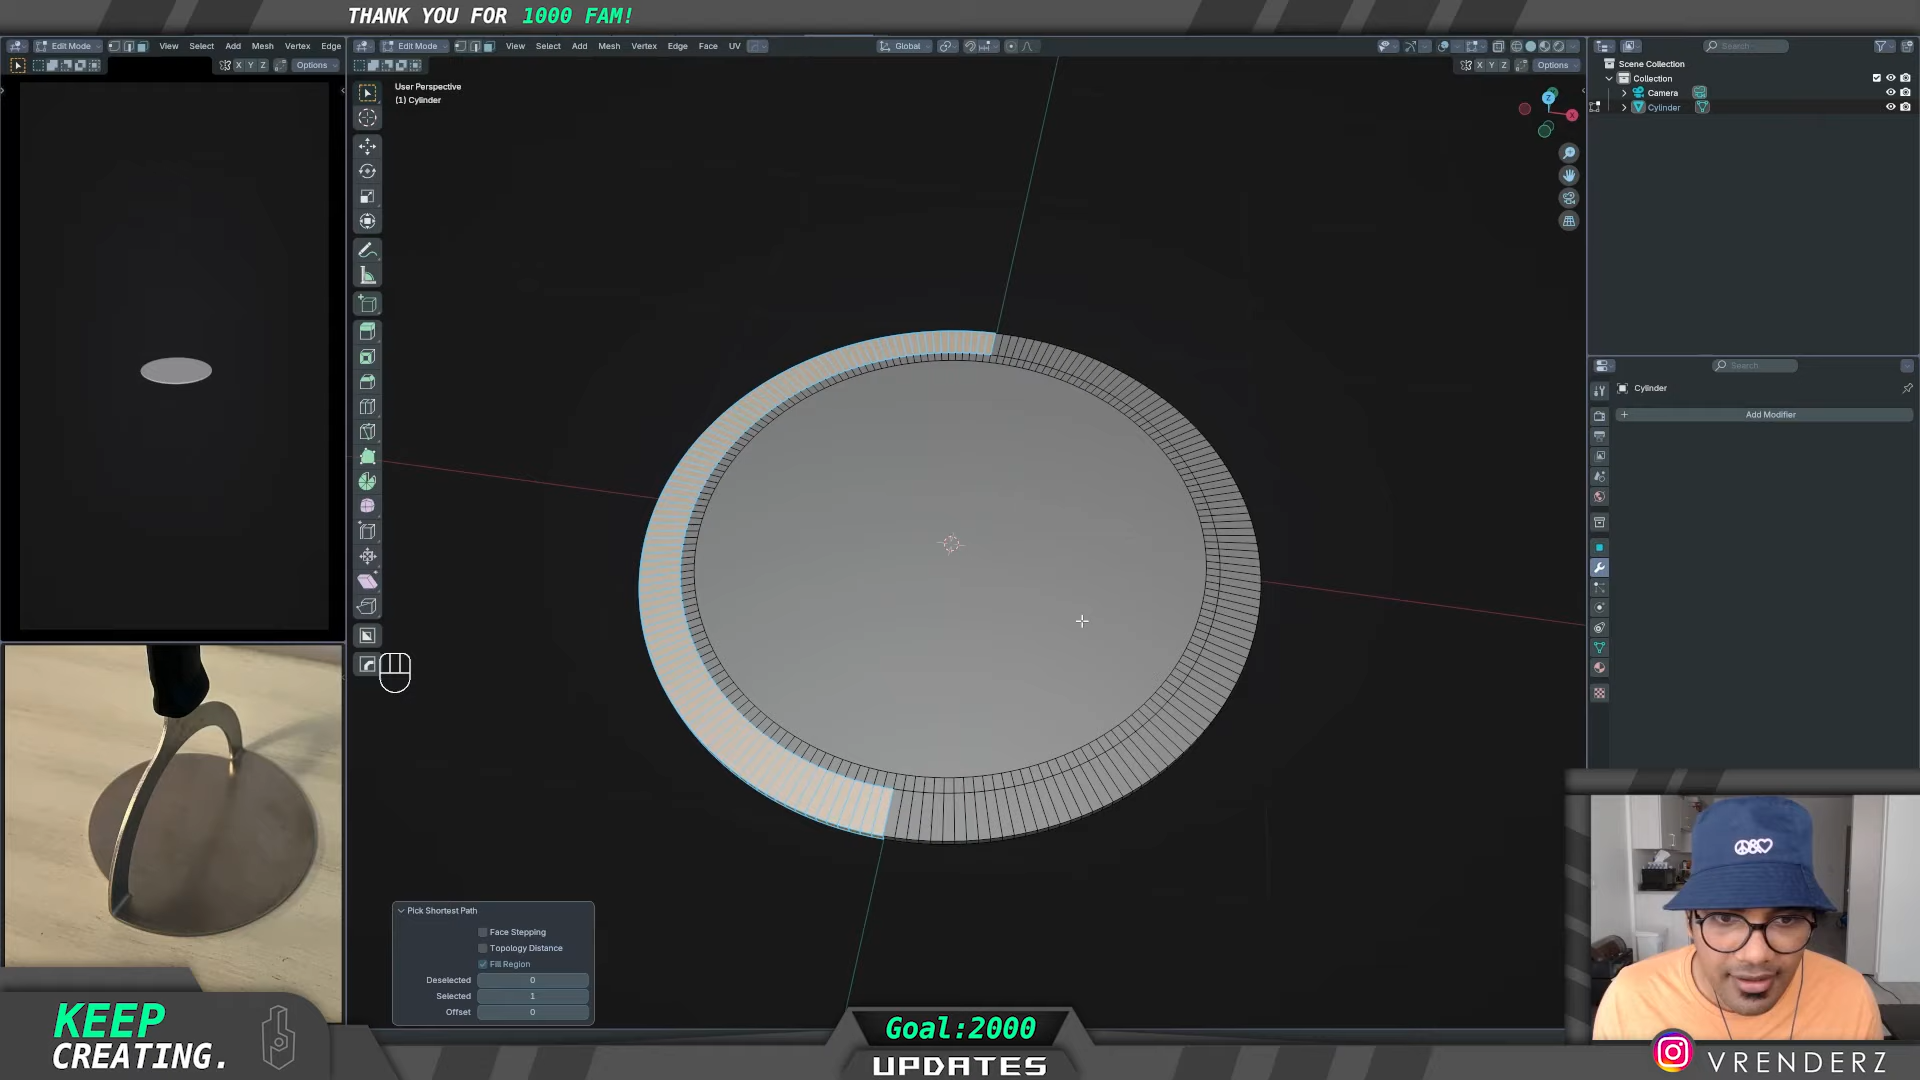 THANK YOU FOR 1000 FAM!
Edit Mode View Select Add Mesh Vertex Edge
Edit Mode View Select Add Mesh Vertex Edge Face UV
Global
X Y Z Options
X Y Z Options
User Perspective
(1) Cylinder
Z
X
Search
Scene Collection
Collection
Camera
Cylinder
Search
Cylinder
Add Modifier
Pick Shortest Path
Face Stepping
Topology Distance
Fill Region
Deselected 0
Selected 1
Offset 0
KEEP
CREATING.
Goal:2000
UPDATES
VRENDERZ